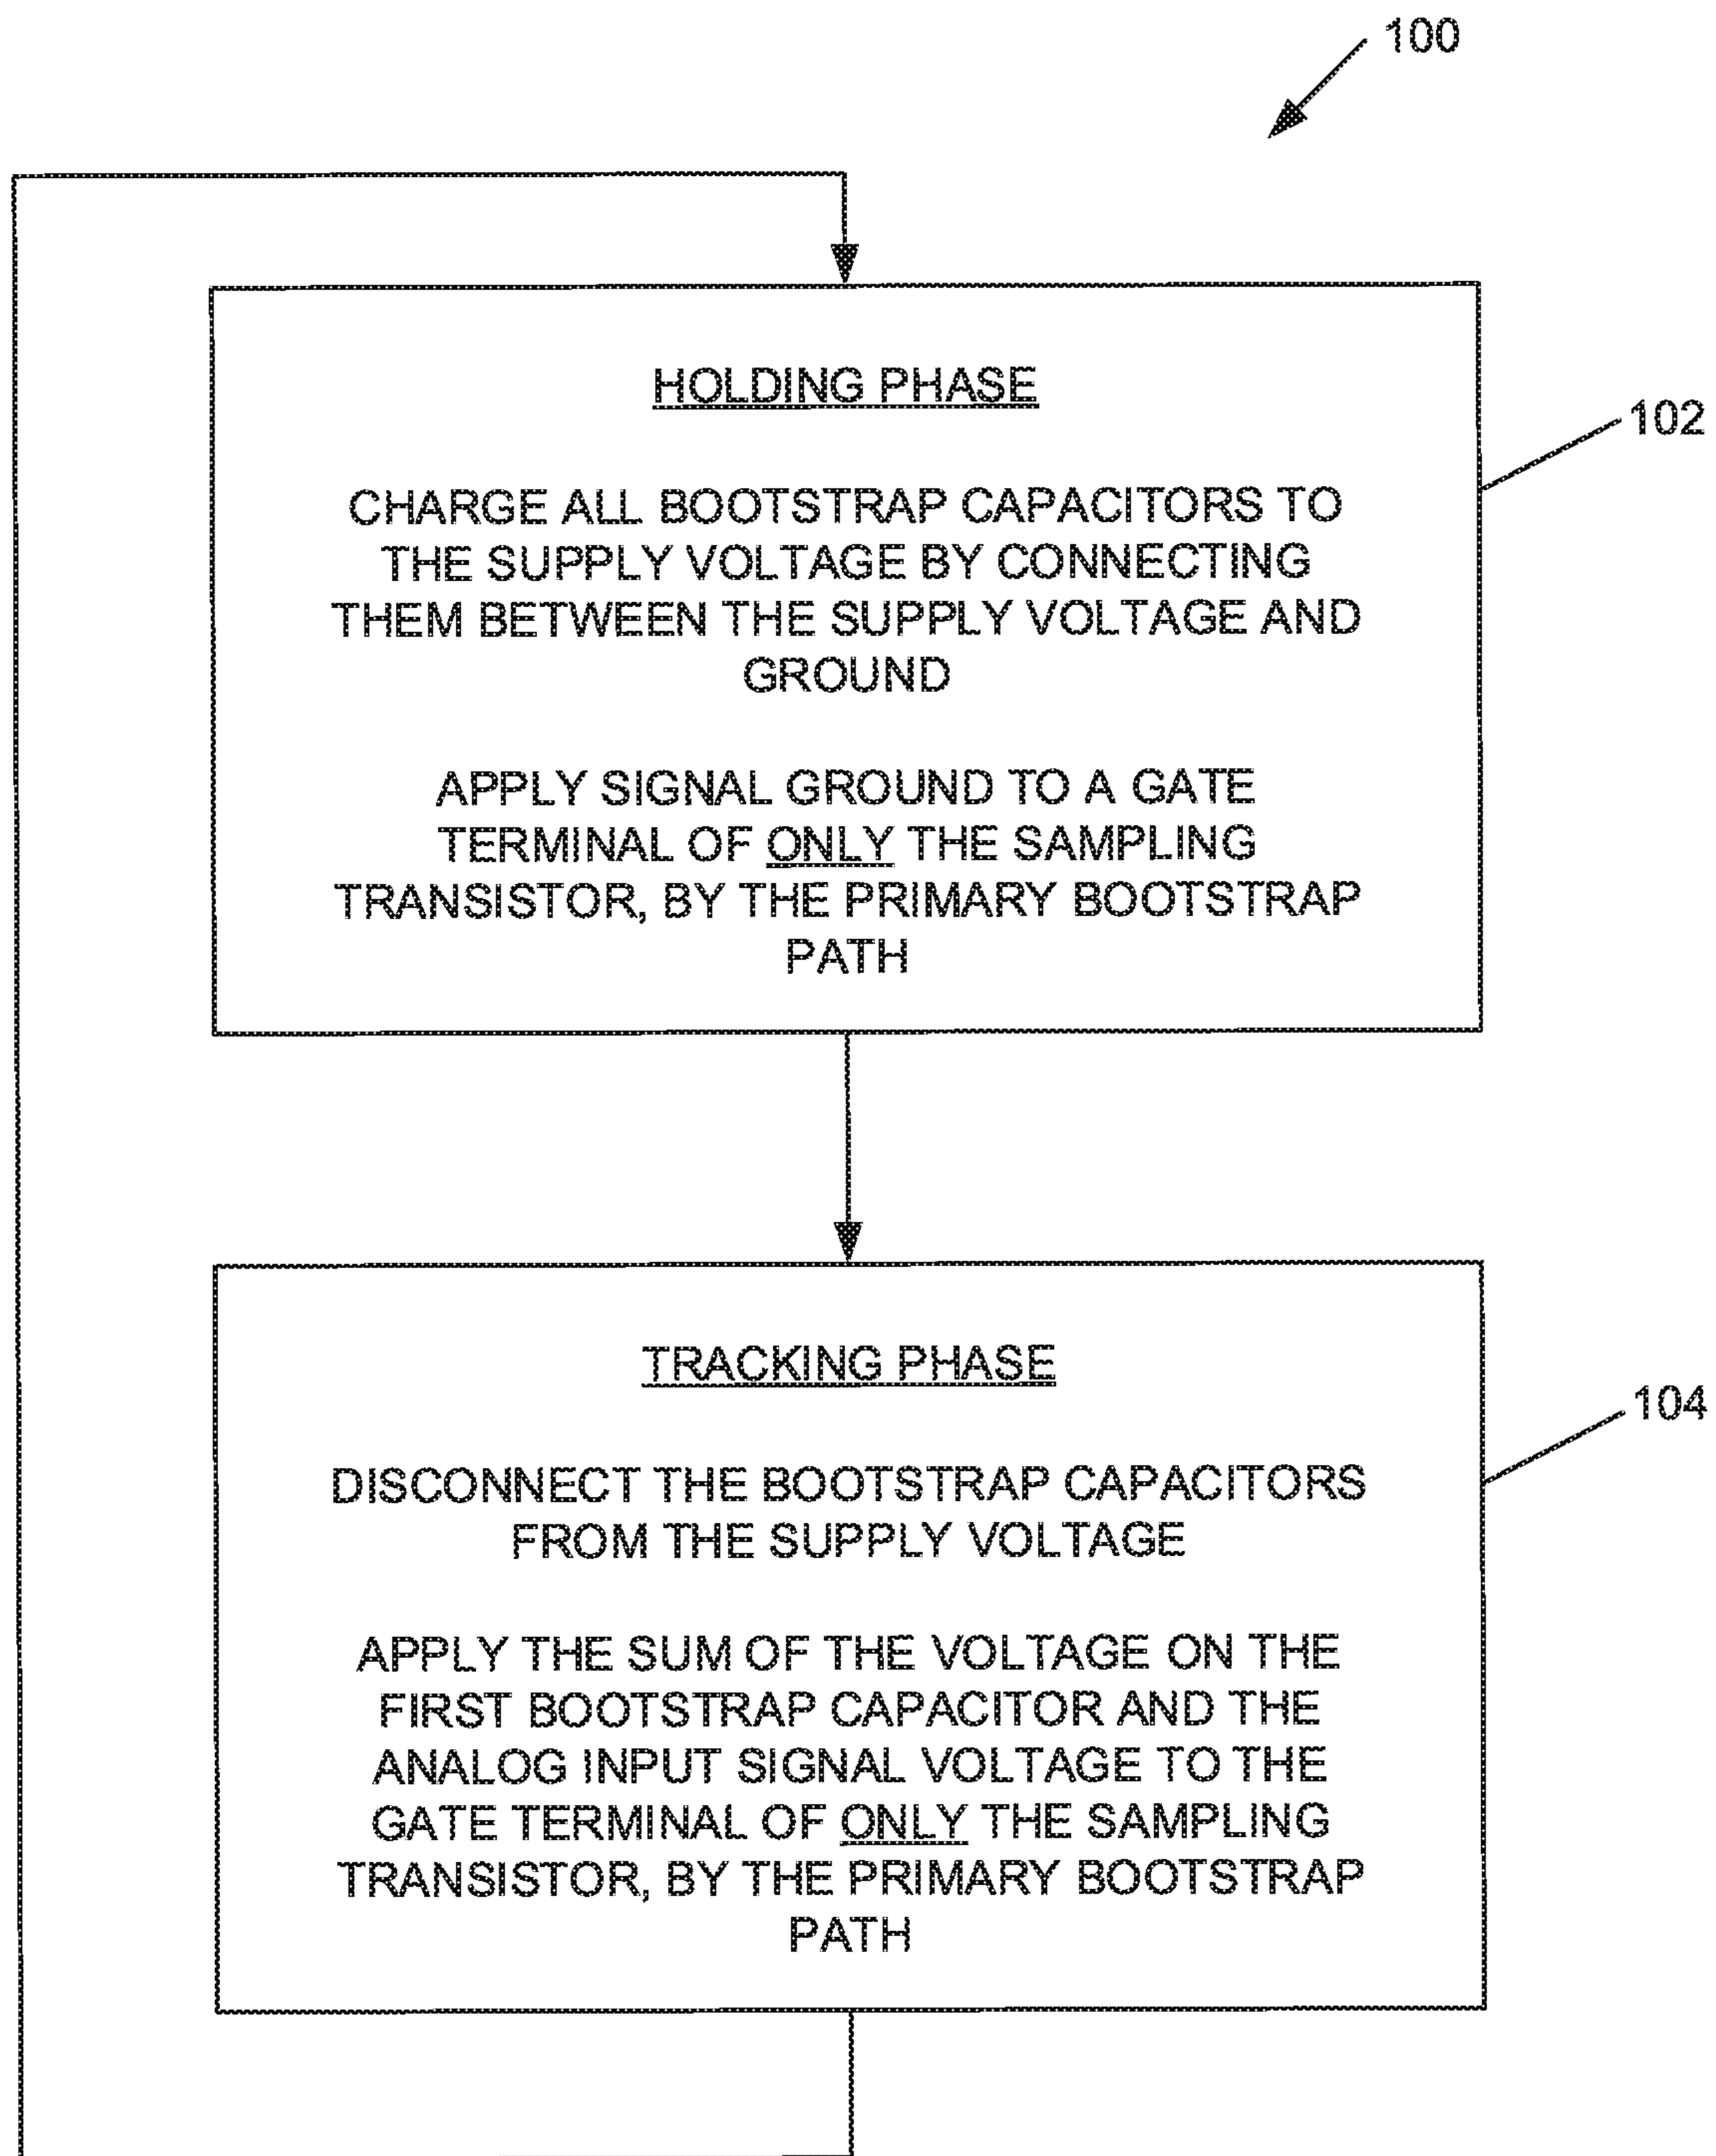 100
HOLDING PHASE
102
CHARGE ALL BOOTSTRAP CAPACITORS TO
THE SUPPLY VOLTAGE BY CONNECTING
THEM BETWEEN THE SUPPLY VOLTAGE AND
GROUND
APPLY SIGNAL GROUND TO A GATE
TERMINAL OF ONLY THE SAMPLING
TRANSISTOR, BY THE PRIMARY BOOTSTRAP
PATH
TRACKING PHASE
104
DISCONNECT THE BOOTSTRAP CAPACITORS
FROM THE SUPPLY VOLTAGE
APPLY THE SUM OF THE VOLTAGE ON THE
FIRST BOOTSTRAP CAPACITOR AND THE
ANALOG INPUT SIGNAL VOLTAGE TO THE
GATE TERMINAL OF ONLY THE SAMPLING
TRANSISTOR, BY THE PRIMARY BOOTSTRAP
PATH